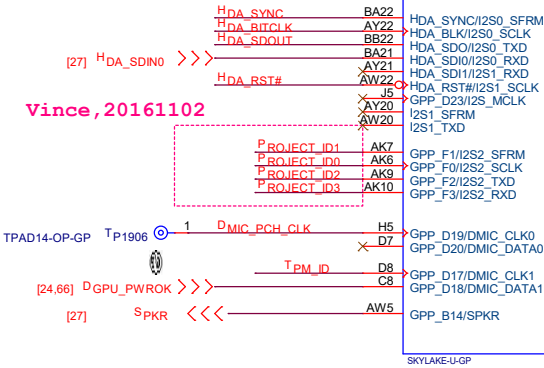 HDA_SYNC BA22 HDA_SYNC/I2S0_SFRM
HDA_BITCLK AY22 HDA_BLK/I2S0_SCLK
HDA_SDOUT BB22 HDA_SDO/I2S0_TXD
[27] HDA_SDIN0 BA21 HDA_SDI0/I2S0_RXD
AY21 HDA_SDI1/I2S1_RXD
HDA_RST# AW22 HDA_RST#/I2S1_SCLK
J5 GPP_D23/I2S_MCLK
Vince,20161102 AY20 I2S1_SFRM
AW20 I2S1_TXD
PROJECT_ID1 AK7 GPP_F1/I2S2_SFRM
PROJECT_ID0 AK6 GPP_F0/I2S2_SCLK
PROJECT_ID2 AK9 GPP_F2/I2S2_TXD
PROJECT_ID3 AK10 GPP_F3/I2S2_RXD
TPAD14-OP-GP TP1906 1 DMIC_PCH_CLK H5 GPP_D19/DMIC_CLK0
D7 GPP_D20/DMIC_DATA0
TPM_ID D8 GPP_D17/DMIC_CLK1
[24,66] DGPU_PWROK C8 GPP_D18/DMIC_DATA1
[27] SPKR AW5 GPP_B14/SPKR
SKYLAKE-U-GP